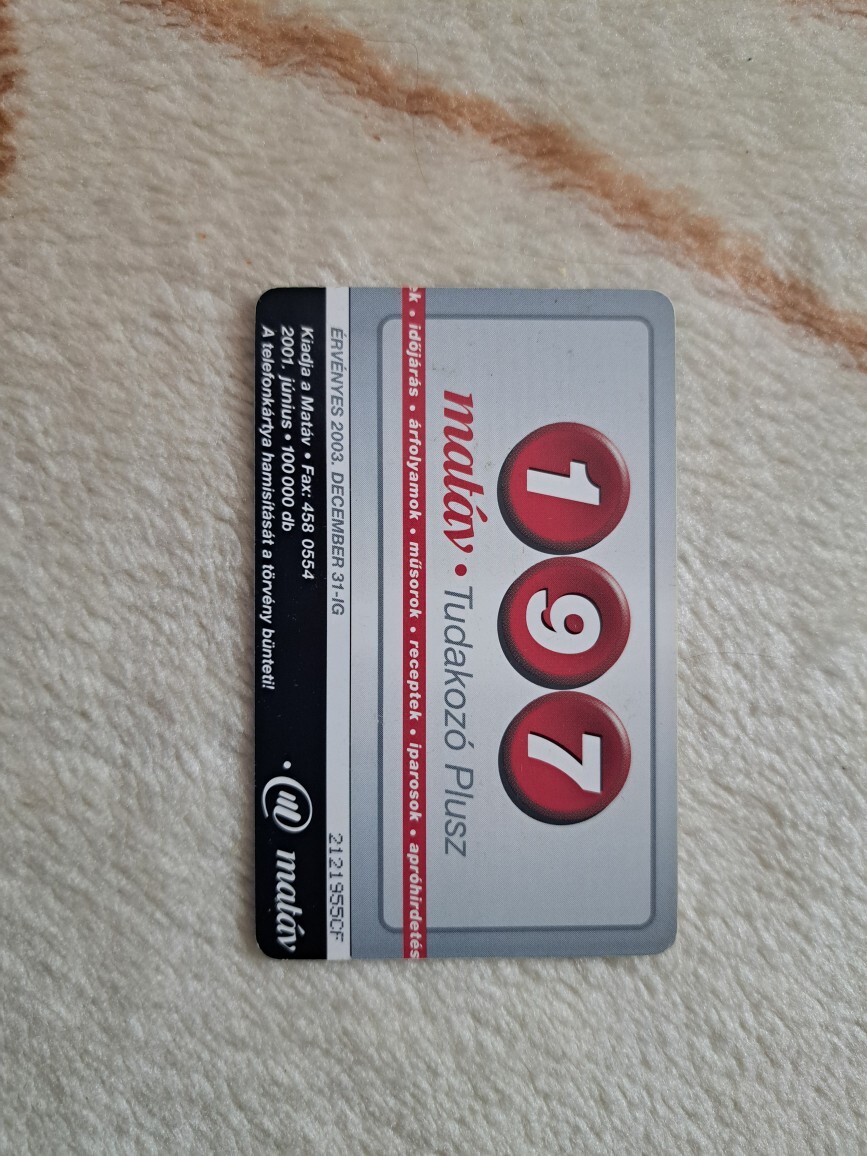 197
matáv • Tudakozó Plusz
ek • időjárás • árfolyamok • műsorok • receptek • iparosok • apróhirdetés
ÉRVÉNYES 2003. DECEMBER 31-IG 2121955CF
Kiadja a Matáv • Fax: 458 0554
2001. június • 100 000 db
A telefonkártya hamisítását a törvény bünteti!
• m matáv